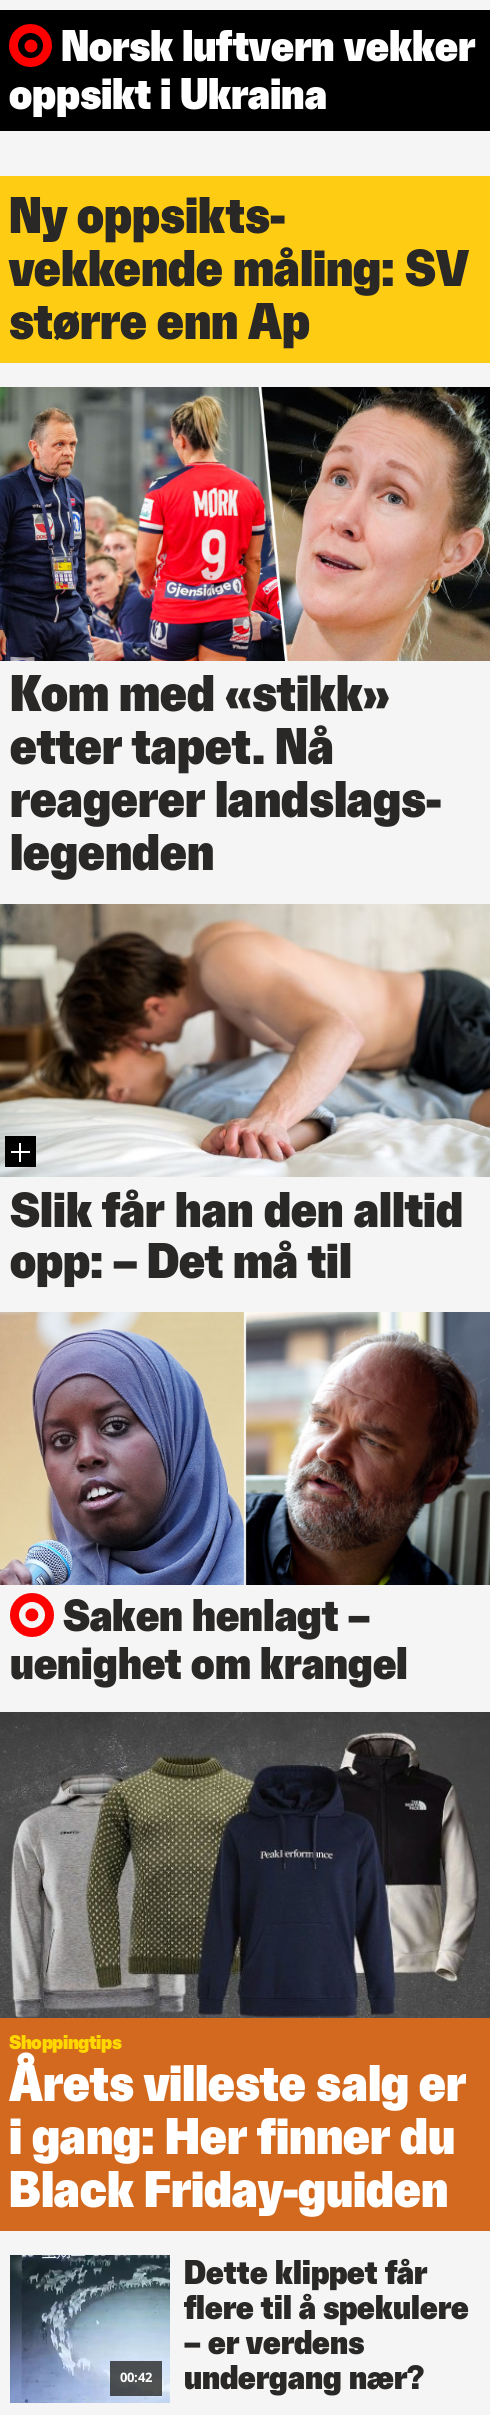 Norsk luftvern vekker
oppsikt i Ukraina
Ny oppsikts-
vekkende måling: SV
større enn Ap
MØRK
9
Gjensidige
Kom med «stikk»
etter tapet. Nå
reagerer landslags-
legenden
Slik får han den alltid
opp: – Det må til
Saken henlagt –
uenighet om krangel
PeakPerformance
Shoppingtips
Årets villeste salg er
i gang: Her finner du
Black Friday-guiden
Dette klippet får
flere til å spekulere
– er verdens
undergang nær?
00:42